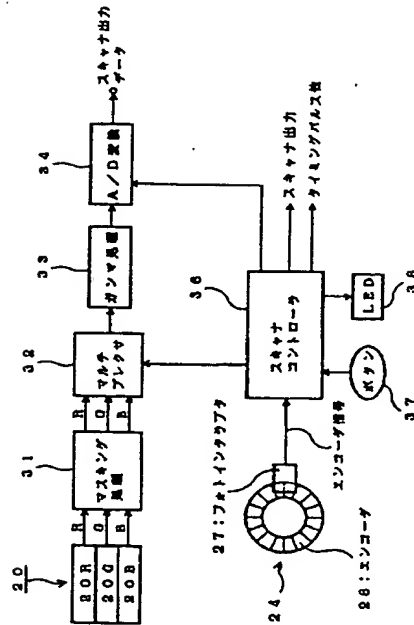 20
20R
20G
20B
R
G
B
31
マスキング
処理
R
G
B
32
マルチ
プレクサ
33
ガンマ処理
34
A/D変換
スキャナ出力
データ
36
スキャナ
コントローラ
スキャナ出力
タイミングパルス他
LED
38
ボタン
37
エンコーダ信号
27:フォトインタラプタ
24
28:エンコーダ